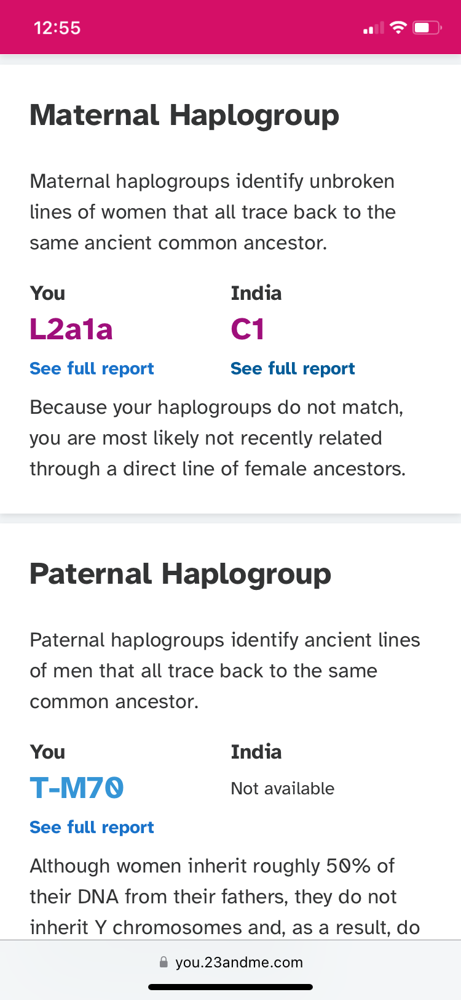 12:55
Maternal Haplogroup
Maternal haplogroups identify unbroken
lines of women that all trace back to the
same ancient common ancestor.
You India
L2a1a C1
See full report See full report
Because your haplogroups do not match,
you are most likely not recently related
through a direct line of female ancestors.
Paternal Haplogroup
Paternal haplogroups identify ancient lines
of men that all trace back to the same
common ancestor.
You India
T-M70 Not available
See full report
Although women inherit roughly 50% of
their DNA from their fathers, they do not
inherit Y chromosomes and, as a result, do
you.23andme.com